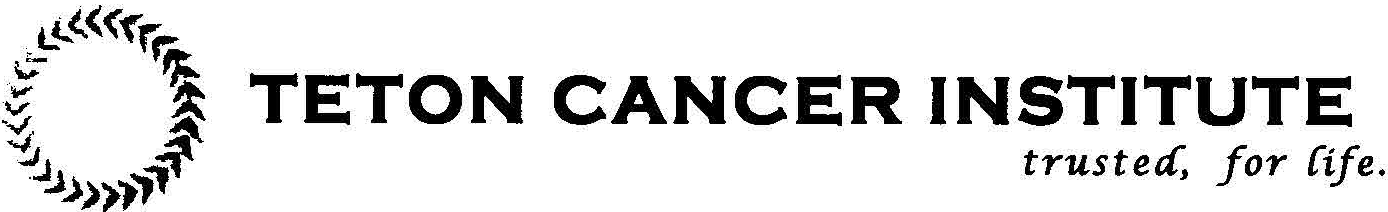 TETON CANCER INSTITUTE
trusted, for life.